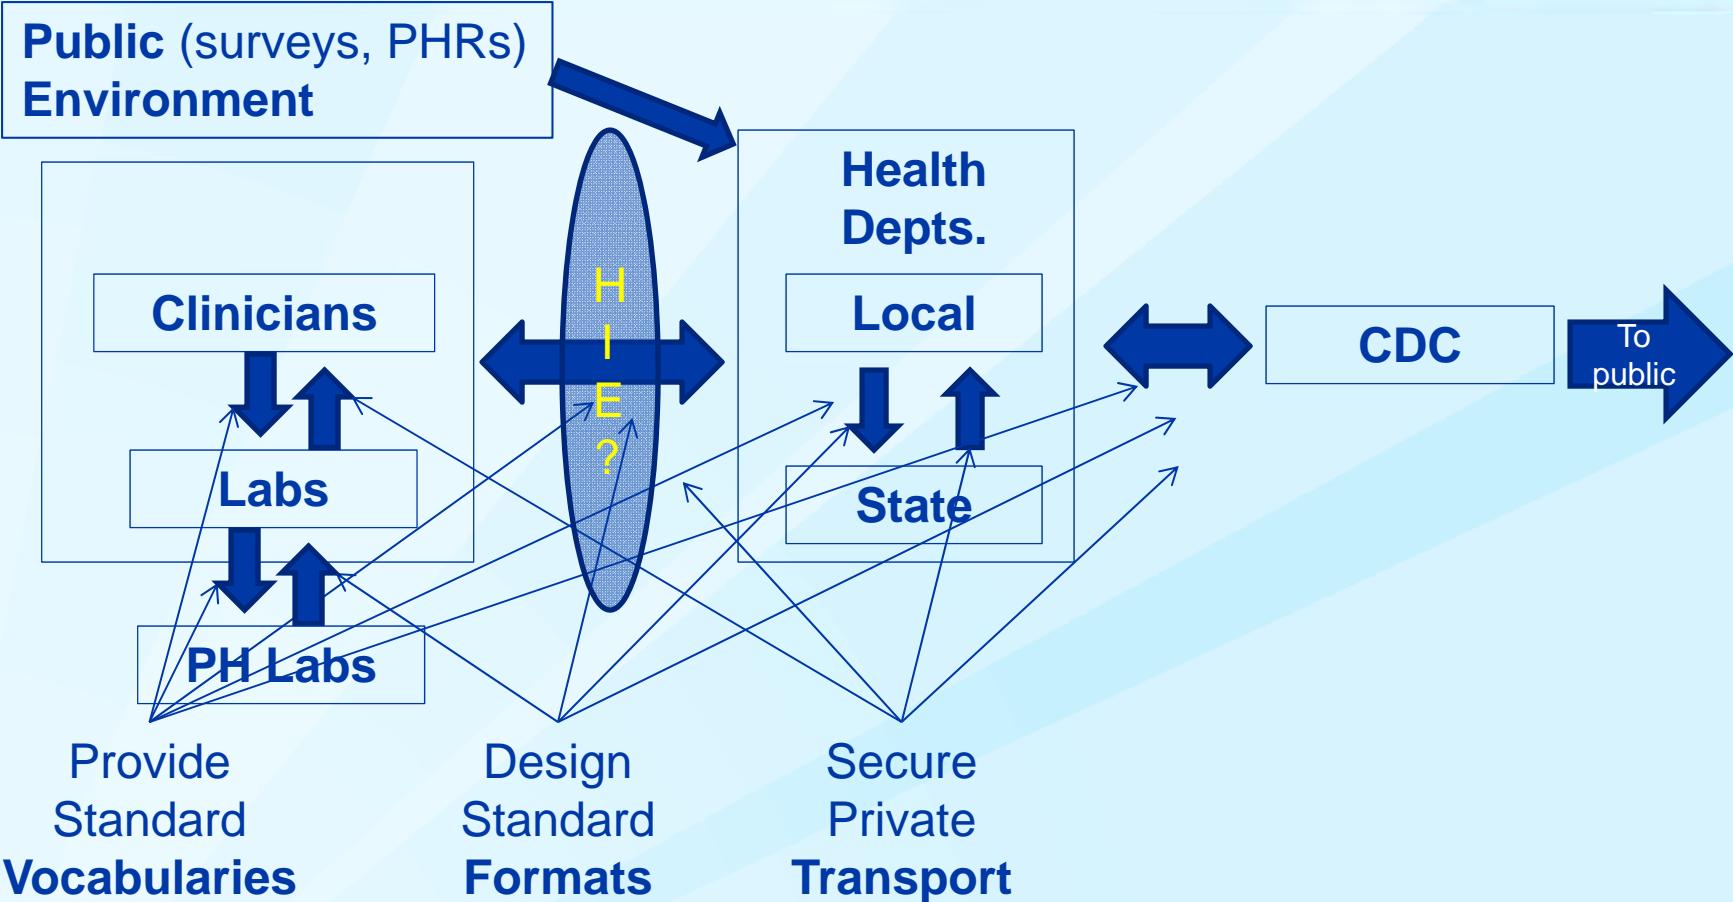 Public (surveys, PHRs)
Environment
Health
Depts.
Clinicians
Labs
PH Labs
H
I
E
?
Local
State
CDC
To
public
Provide
Standard
Vocabularies
Design
Standard
Formats
Secure
Private
Transport